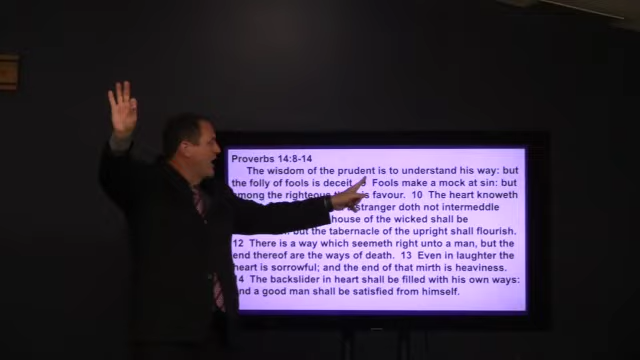 Proverbs 14:8-14
The wisdom of the prudent is to understand his way: but
the folly of fools is deceit. Fools make a mock at sin: but
among the righteous is favour. 10 The heart knoweth
stranger doth not intermeddle
house of the wicked shall be
but the tabernacle of the upright shall flourish.
12 There is a way which seemeth right unto a man, but the
end thereof are the ways of death. 13 Even in laughter the
heart is sorrowful; and the end of that mirth is heaviness.
14 The backslider in heart shall be filled with his own ways:
and a good man shall be satisfied from himself.